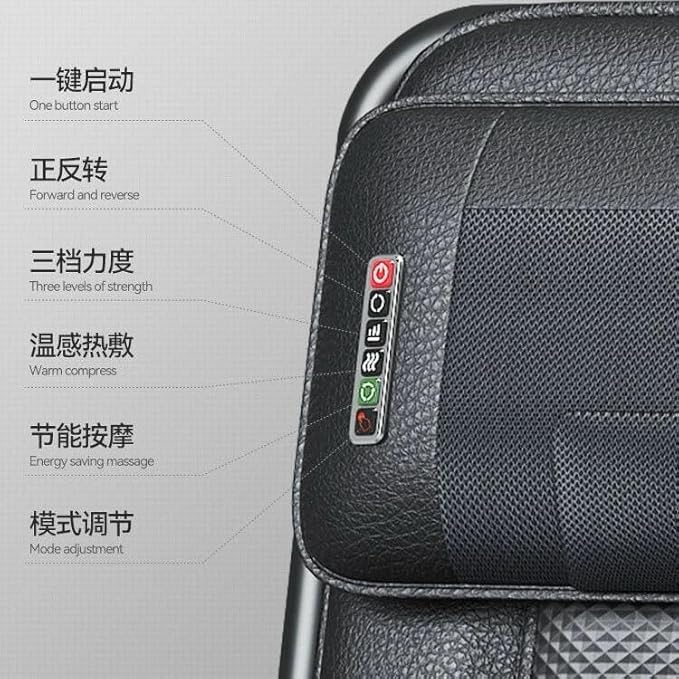 一键启动
One button start
正反转
Forward and reverse
三档力度
Three levels of strength
温感热敷
Warm compress
节能按摩
Energy saving massage
模式调节
Mode adjustment